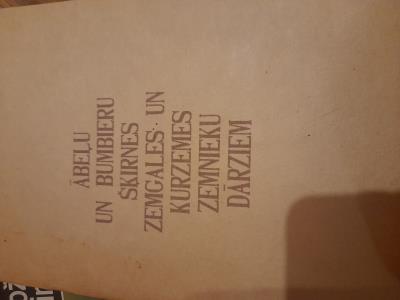 ĀBEĻU
UN BUMBIERU
ŠĶIRNES
ZEMGALES · UN
KURZEMES
ZEMNIEKU
DĀRZIEM